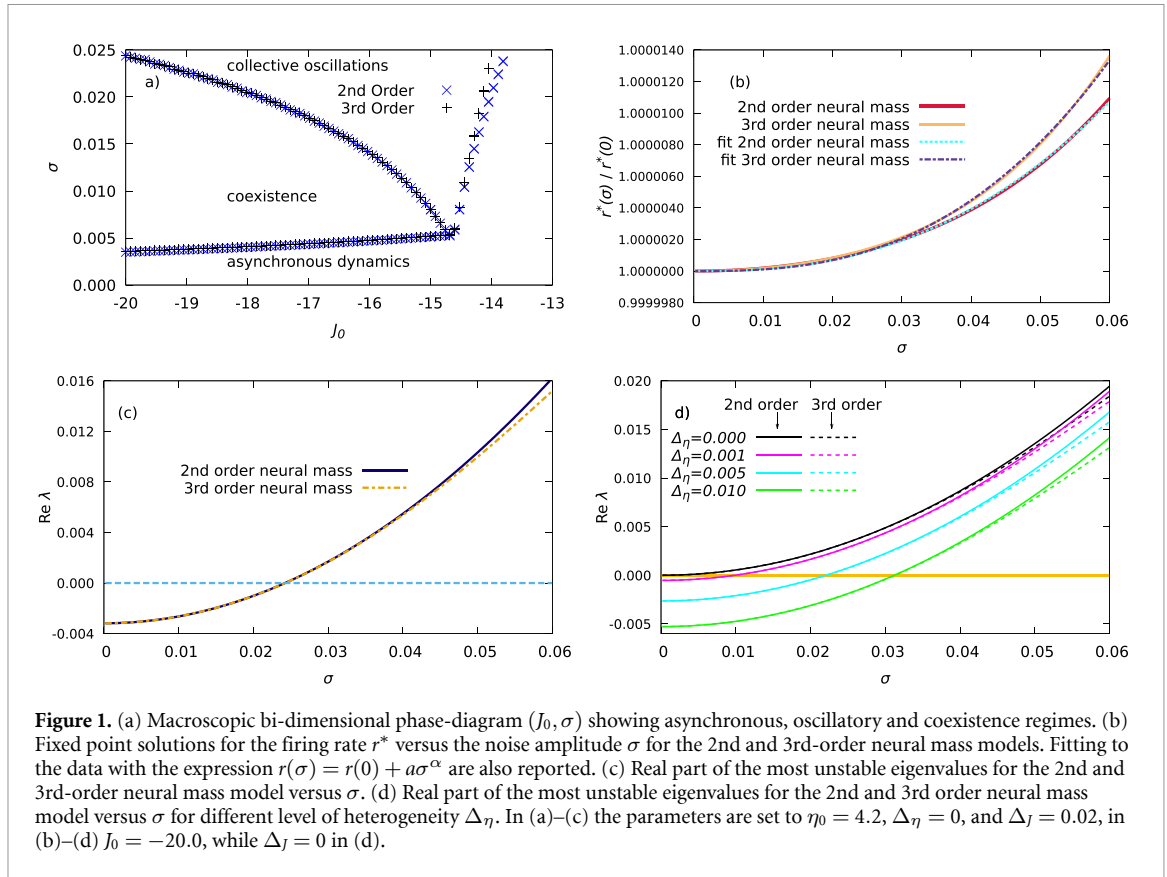 0.025
0.020
0.015
0.010
0.005
0.000
σ
a)
collective oscillations
2nd Order
3rd Order
coexistence
asynchronous dynamics
-20 -19 -18 -17 -16 -15 -14 -13
J0
1.0000140
1.0000120
1.0000100
1.0000080
1.0000060
1.0000040
1.0000020
1.0000000
0.9999980
r*(σ) / r*(0)
(b)
2nd order neural mass
3rd order neural mass
fit 2nd order neural mass
fit 3rd order neural mass
0 0.01 0.02 0.03 0.04 0.05 0.06
σ
0.016
0.012
0.008
0.004
0.000
-0.004
Re λ
(c)
2nd order neural mass
3rd order neural mass
0 0.01 0.02 0.03 0.04 0.05 0.06
σ
0.020
0.015
0.010
0.005
0.000
-0.005
Re λ
d)
2nd order 3rd order
Δη=0.000
Δη=0.001
Δη=0.005
Δη=0.010
0 0.01 0.02 0.03 0.04 0.05 0.06
σ
Figure 1. (a) Macroscopic bi-dimensional phase-diagram (J0, σ) showing asynchronous, oscillatory and coexistence regimes. (b)
Fixed point solutions for the firing rate r* versus the noise amplitude σ for the 2nd and 3rd-order neural mass models. Fitting to
the data with the expression r(σ) = r(0) + aσ^α are also reported. (c) Real part of the most unstable eigenvalues for the 2nd and
3rd-order neural mass model versus σ. (d) Real part of the most unstable eigenvalues for the 2nd and 3rd order neural mass
model versus σ for different level of heterogeneity Δη. In (a)–(c) the parameters are set to η0 = 4.2, Δη = 0, and ΔJ = 0.02, in
(b)–(d) J0 = −20.0, while ΔJ = 0 in (d).